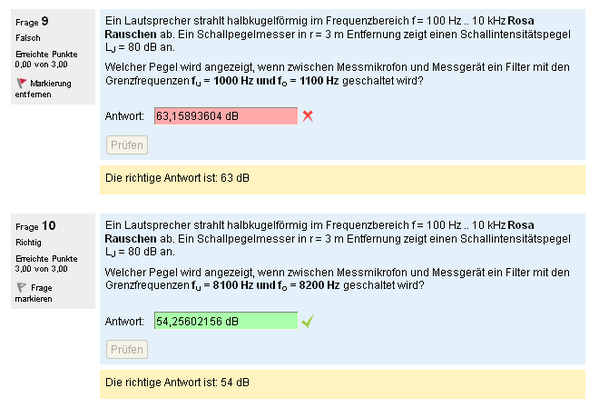 Frage 9
Falsch
Erreichte Punkte
0,00 von 3,00
Markierung
entfernen
Ein Lautsprecher strahlt halbkugelförmig im Frequenzbereich f = 100 Hz .. 10 kHz Rosa
Rauschen ab. Ein Schallpegelmesser in r = 3 m Entfernung zeigt einen Schallintensitätspegel
LJ = 80 dB an.
Welcher Pegel wird angezeigt, wenn zwischen Messmikrofon und Messgerät ein Filter mit den
Grenzfrequenzen fu = 1000 Hz und fo = 1100 Hz geschaltet wird?
Antwort: 63,15893604 dB
Prüfen
Die richtige Antwort ist: 63 dB
Frage 10
Richtig
Erreichte Punkte
3,00 von 3,00
Frage
markieren
Ein Lautsprecher strahlt halbkugelförmig im Frequenzbereich f = 100 Hz .. 10 kHz Rosa
Rauschen ab. Ein Schallpegelmesser in r = 3 m Entfernung zeigt einen Schallintensitätspegel
LJ = 80 dB an.
Welcher Pegel wird angezeigt, wenn zwischen Messmikrofon und Messgerät ein Filter mit den
Grenzfrequenzen fu = 8100 Hz und fo = 8200 Hz geschaltet wird?
Antwort: 54,25602156 dB
Prüfen
Die richtige Antwort ist: 54 dB